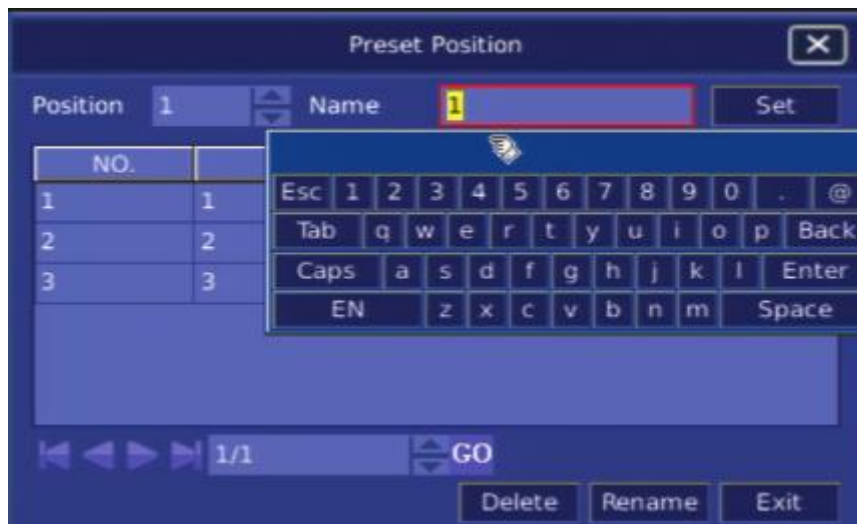 Preset Position
Position 1 Name 1 Set
NO.
1 1
2 2
3 3
Esc 1 2 3 4 5 6 7 8 9 0 . @
Tab q w e r t y u i o p Back
Caps a s d f g h j k l Enter
EN z x c v b n m Space
1/1 GO
Delete Rename Exit